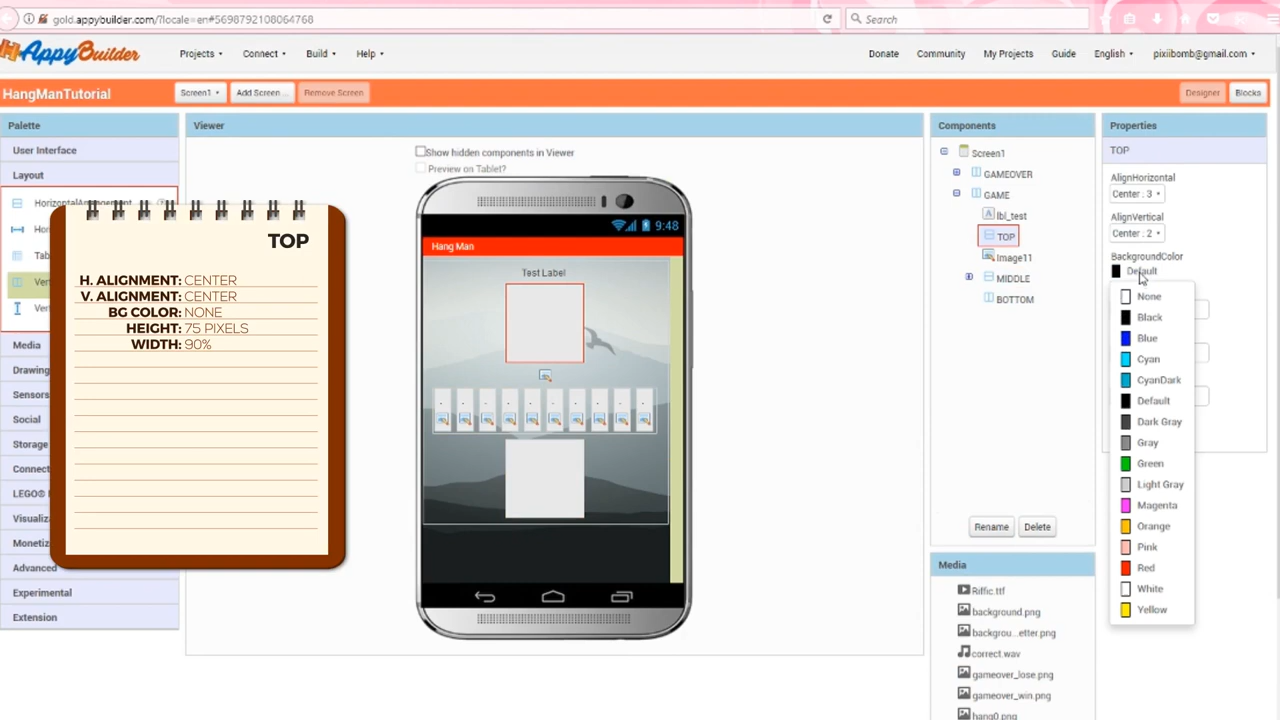 gold.appybuilder.com/?locale=en#5698792108064768
Search
AppyBuilder
Projects
Connect
Build
Help
Donate
Community
My Projects
Guide
English
pixiibomb@gmail.com
HangManTutorial
Screen1
Add Screen ...
Remove Screen
Designer
Blocks
Palette
Viewer
Components
Properties
User Interface
Layout
Media
Sensors
Social
Storage
LEGO®
Advanced
Experimental
Extension
TOP
H. ALIGNMENT: CENTER
V. ALIGNMENT: CENTER
BG COLOR: NONE
HEIGHT: 75 PIXELS
WIDTH: 90%
Show hidden components in Viewer
Preview on Tablet?
9:48
Hang Man
Test Label
Screen1
GAMEOVER
GAME
lbl_test
TOP
Image11
MIDDLE
BOTTOM
Rename
Delete
Media
Riffic.ttf
background.png
backgrou...etter.png
correct.wav
gameover_lose.png
gameover_win.png
hang0.png
TOP
AlignHorizontal
Center : 3
AlignVertical
Center : 2
BackgroundColor
Default
None
Black
Blue
Cyan
CyanDark
Default
Dark Gray
Gray
Green
Light Gray
Magenta
Orange
Pink
Red
White
Yellow